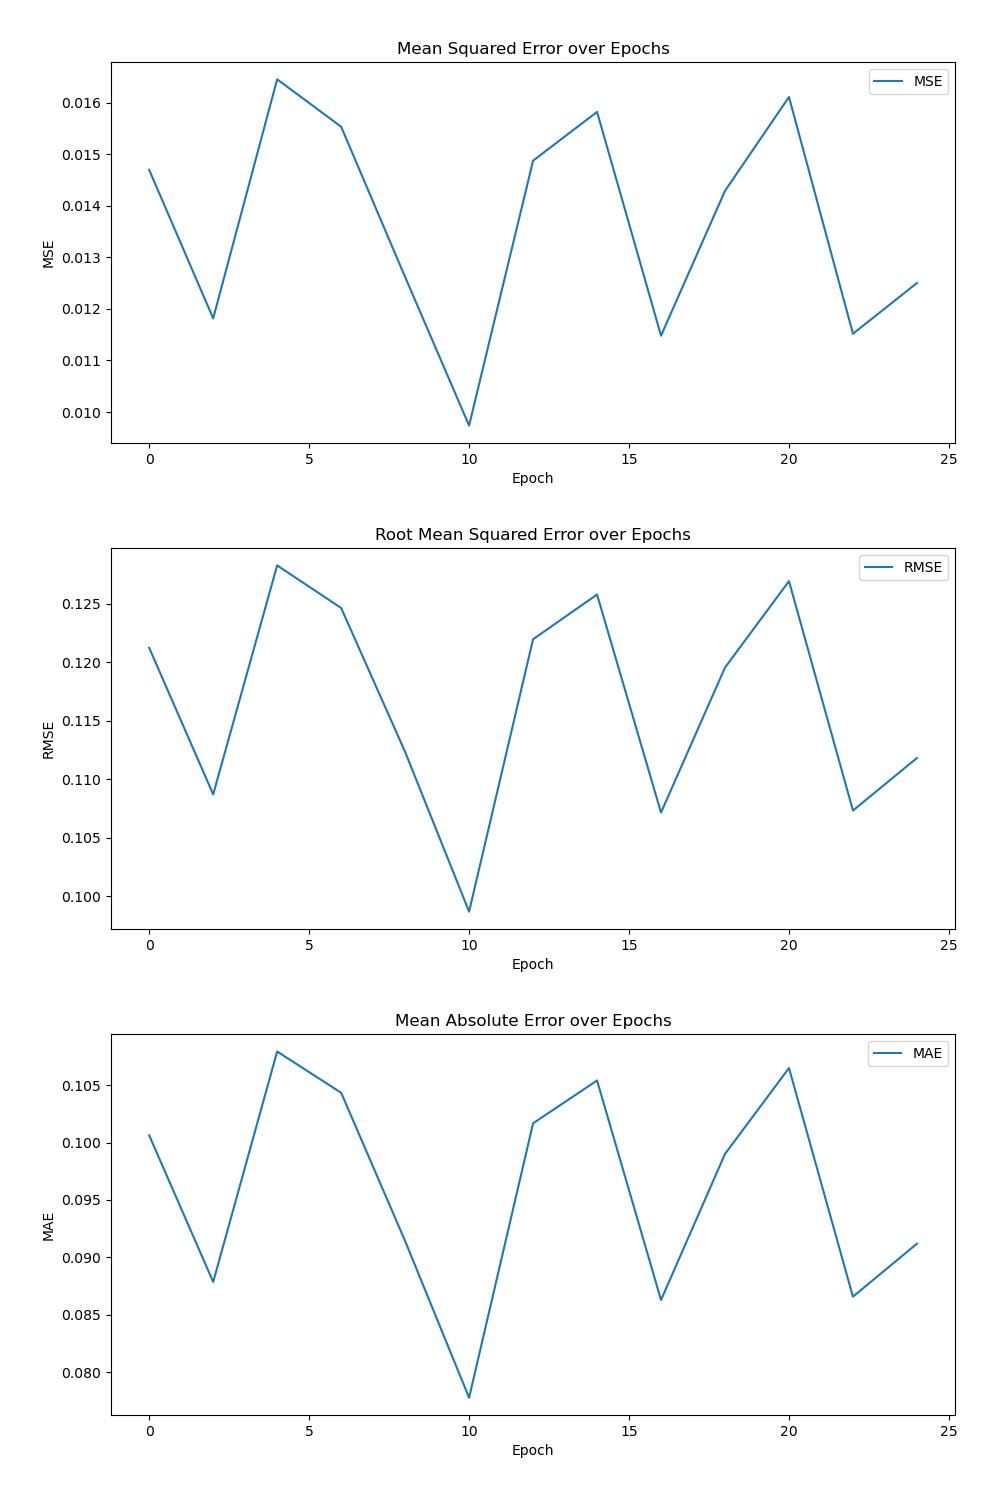 Mean Squared Error over Epochs
MSE
0.016
0.015
0.014
0.013
0.012
0.011
0.010
MSE
0 5 10 15 20 25
Epoch
Root Mean Squared Error over Epochs
RMSE
0.125
0.120
0.115
0.110
0.105
0.100
RMSE
0 5 10 15 20 25
Epoch
Mean Absolute Error over Epochs
MAE
0.105
0.100
0.095
0.090
0.085
0.080
MAE
0 5 10 15 20 25
Epoch